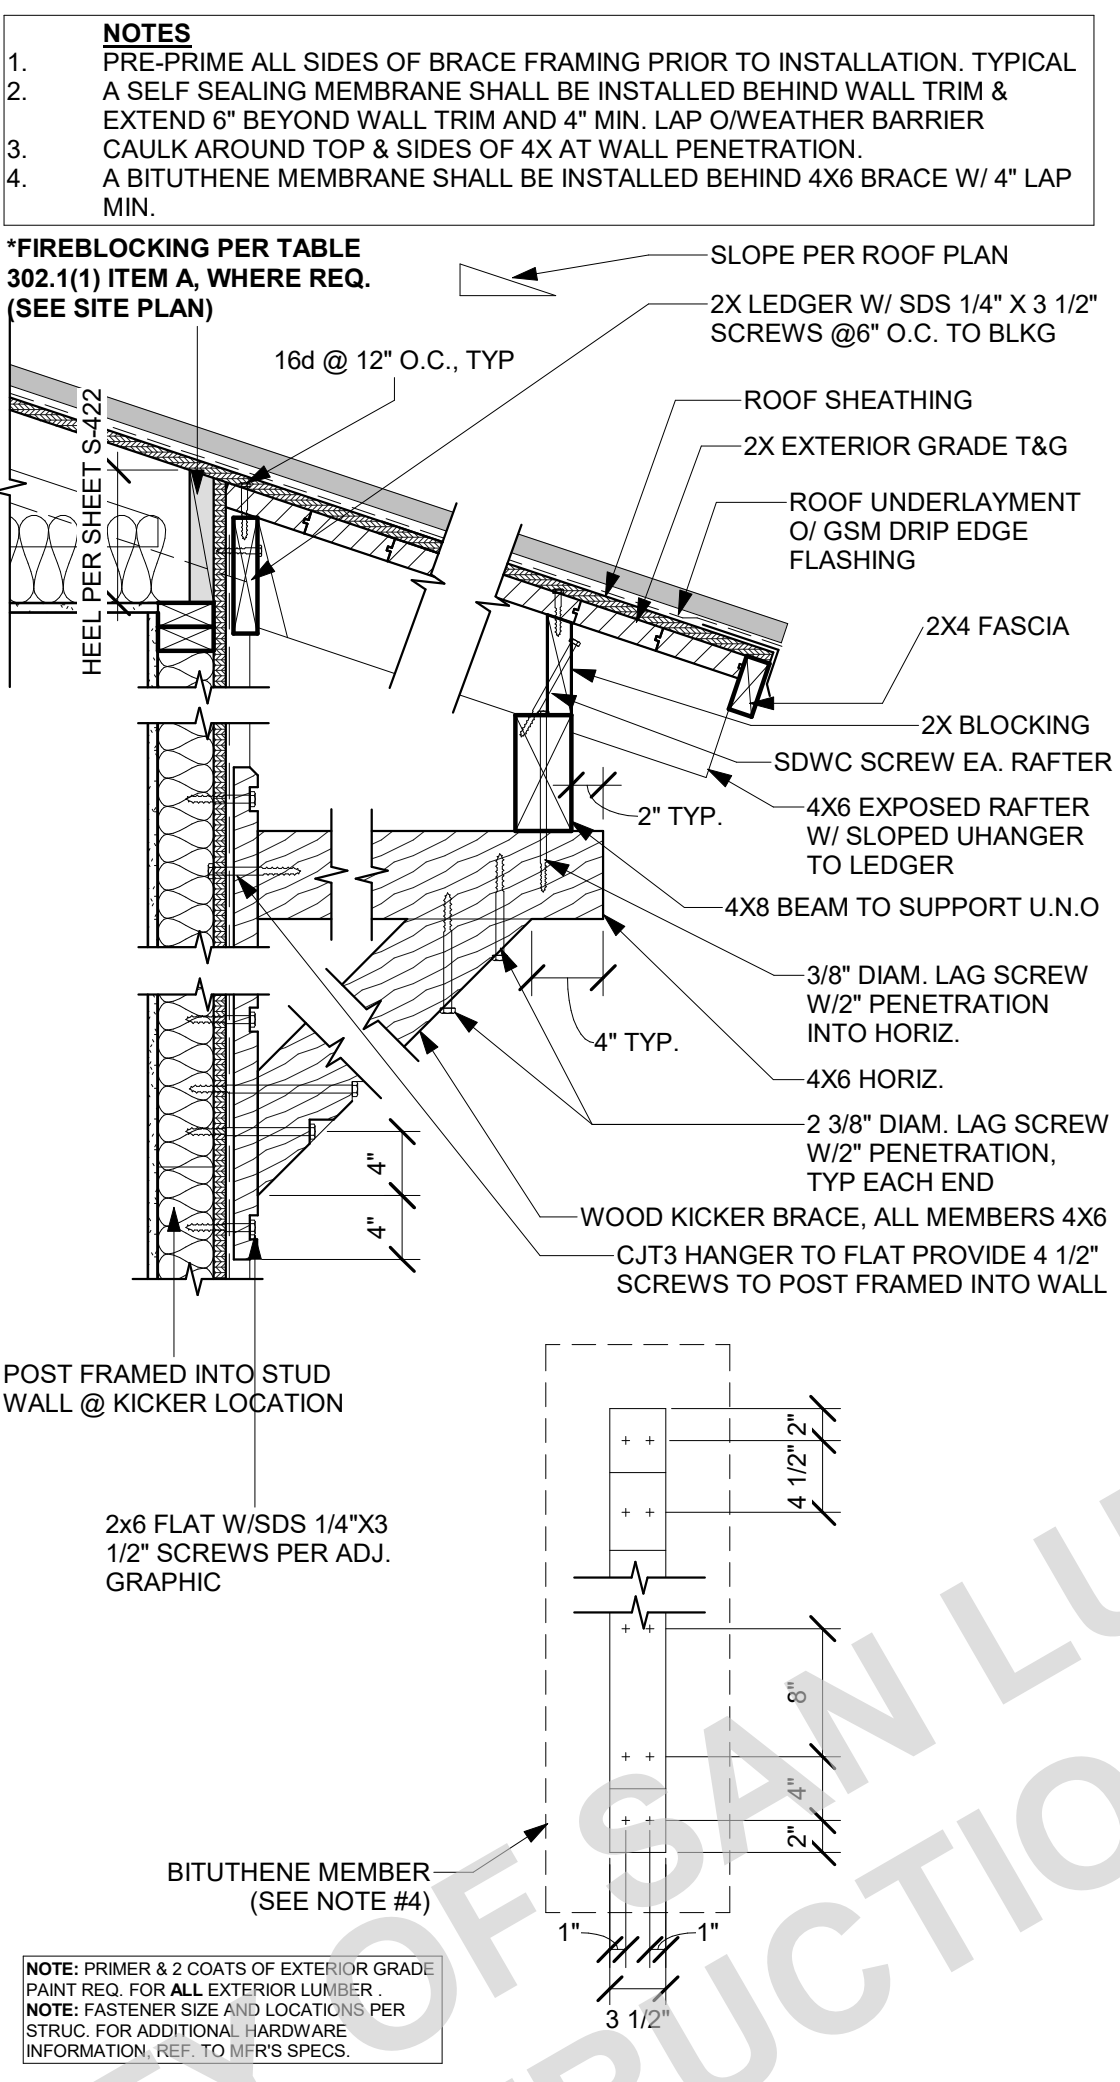 NOTES
1. PRE-PRIME ALL SIDES OF BRACE FRAMING PRIOR TO INSTALLATION. TYPICAL
2. A SELF SEALING MEMBRANE SHALL BE INSTALLED BEHIND WALL TRIM &
EXTEND 6" BEYOND WALL TRIM AND 4" MIN. LAP O/WEATHER BARRIER
3. CAULK AROUND TOP & SIDES OF 4X AT WALL PENETRATION.
4. A BITUTHENE MEMBRANE SHALL BE INSTALLED BEHIND 4X6 BRACE W/ 4" LAP
MIN.
*FIREBLOCKING PER TABLE
302.1(1) ITEM A, WHERE REQ.
(SEE SITE PLAN)
SLOPE PER ROOF PLAN
2X LEDGER W/ SDS 1/4" X 3 1/2"
SCREWS @6" O.C. TO BLKG
16d @ 12" O.C., TYP
HEEL PER SHEET S-422
ROOF SHEATHING
2X EXTERIOR GRADE T&G
ROOF UNDERLAYMENT
O/ GSM DRIP EDGE
FLASHING
2X4 FASCIA
2X BLOCKING
SDWC SCREW EA. RAFTER
4X6 EXPOSED RAFTER
W/ SLOPED UHANGER
TO LEDGER
2" TYP.
4X8 BEAM TO SUPPORT U.N.O
3/8" DIAM. LAG SCREW
W/2" PENETRATION
INTO HORIZ.
4" TYP.
4X6 HORIZ.
2 3/8" DIAM. LAG SCREW
W/2" PENETRATION,
TYP EACH END
4"
4"
WOOD KICKER BRACE, ALL MEMBERS 4X6
CJT3 HANGER TO FLAT PROVIDE 4 1/2"
SCREWS TO POST FRAMED INTO WALL
POST FRAMED INTO STUD
WALL @ KICKER LOCATION
2x6 FLAT W/SDS 1/4"X3
1/2" SCREWS PER ADJ.
GRAPHIC
2"
4 1/2"
8"
4"
2"
BITUTHENE MEMBER
(SEE NOTE #4)
1"
1"
3 1/2"
NOTE: PRIMER & 2 COATS OF EXTERIOR GRADE
PAINT REQ. FOR ALL EXTERIOR LUMBER .
NOTE: FASTENER SIZE AND LOCATIONS PER
STRUC. FOR ADDITIONAL HARDWARE
INFORMATION, REF. TO MFR'S SPECS.
OF SAN